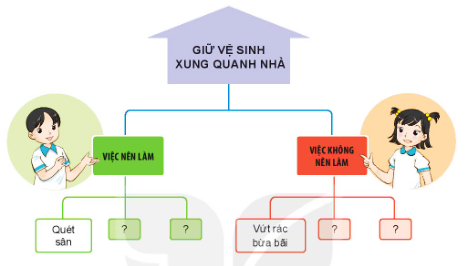 GIỮ VỆ SINH
XUNG QUANH NHÀ
VIỆC NÊN LÀM
VIỆC KHÔNG
NÊN LÀM
Quét
sân
?
?
Vứt rác
bừa bãi
?
?